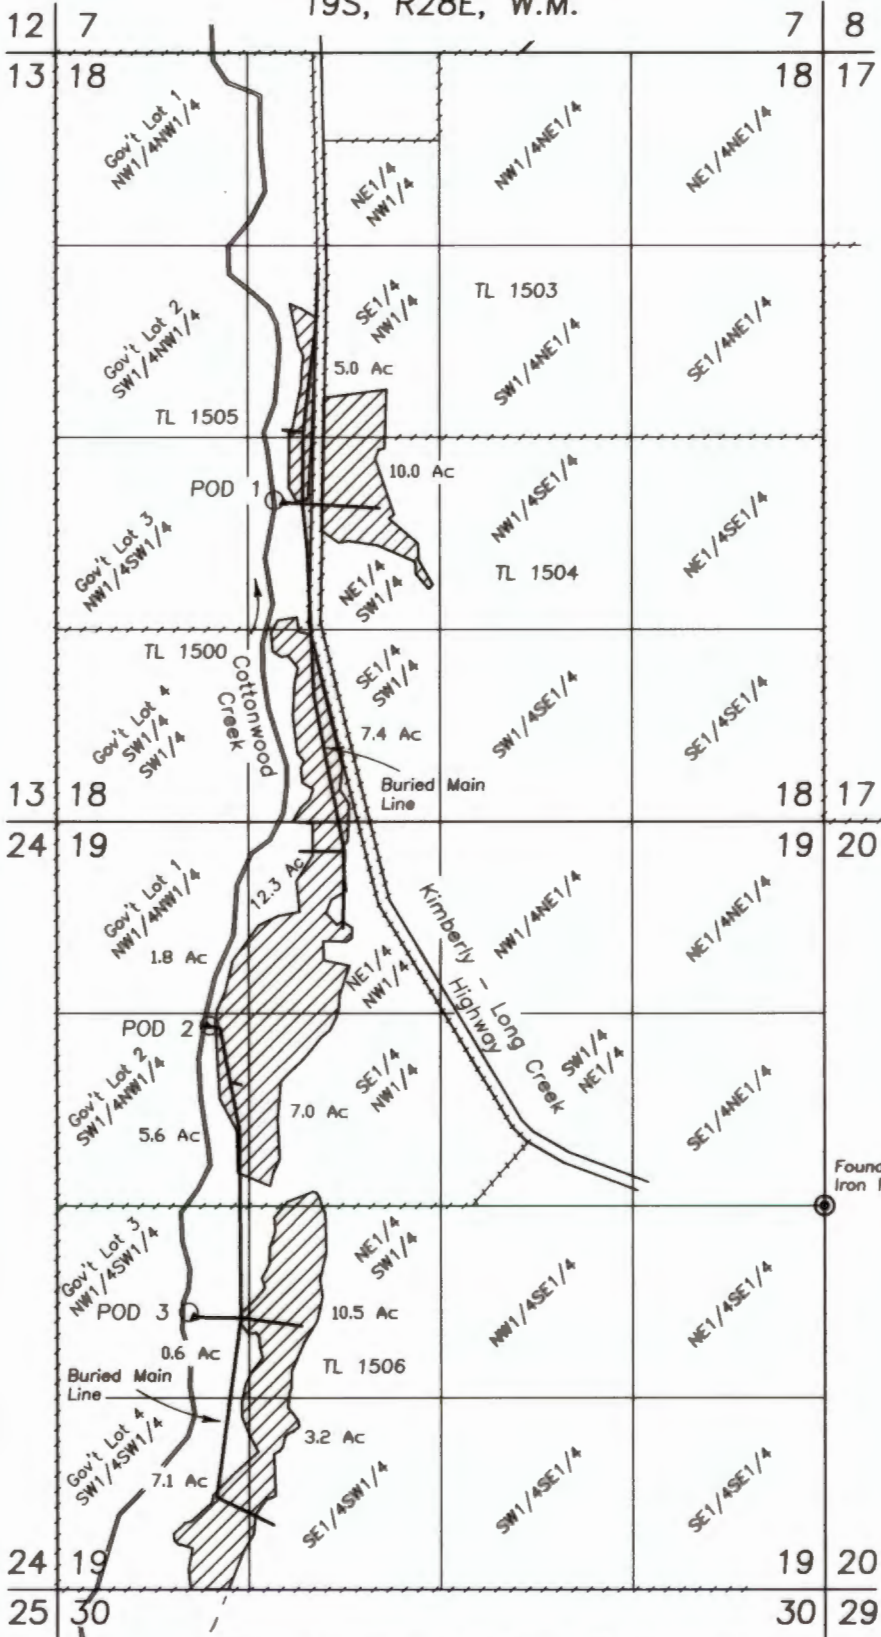 19S, R28E, W.M.
12 7
7 8
13 18
18 17
Gov't Lot 1
NW1/4NW1/4
NE1/4
NW1/4
NW1/4NE1/4
NE1/4NE1/4
Gov't Lot 2
SW1/4NW1/4
SE1/4
NW1/4
TL 1503
SW1/4NE1/4
SE1/4NE1/4
5.0 Ac
TL 1505
10.0 Ac
POD 1
Gov't Lot 3
NW1/4SW1/4
NE1/4
SW1/4
NW1/4SE1/4
NE1/4SE1/4
TL 1504
TL 1500
Cottonwood
Creek
Gov't Lot 4
SW1/4
SW1/4
SE1/4
SW1/4
SW1/4SE1/4
SE1/4SE1/4
7.4 Ac
Buried Main
Line
13 18
18 17
24 19
19 20
Gov't Lot 1
NW1/4NW1/4
12.3 Ac
1.8 Ac
NE1/4
NW1/4
Kimberly - Long Creek
Highway
NW1/4NE1/4
NE1/4NE1/4
POD 2
Gov't Lot 2
SW1/4NW1/4
SE1/4
NW1/4
SW1/4
NE1/4
SE1/4NE1/4
5.6 Ac
7.0 Ac
Found
Iron
Gov't Lot 3
NW1/4SW1/4
NE1/4
SW1/4
NW1/4SE1/4
NE1/4SE1/4
POD 3
10.5 Ac
0.6 Ac
TL 1506
Buried Main
Line
Gov't Lot 4
SW1/4SW1/4
3.2 Ac
7.1 Ac
SE1/4SW1/4
SW1/4SE1/4
SE1/4SE1/4
24 19
19 20
25 30
30 29